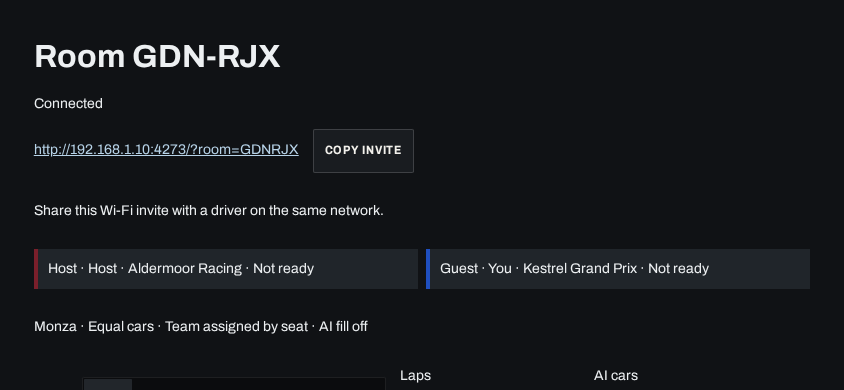 Room GDN-RJX
Connected
http://192.168.1.10:4273/?room=GDNRJX COPY INVITE
Share this Wi-Fi invite with a driver on the same network.
Host · Host · Aldermoor Racing · Not ready
Guest · You · Kestrel Grand Prix · Not ready
Monza · Equal cars · Team assigned by seat · AI fill off
Laps
AI cars